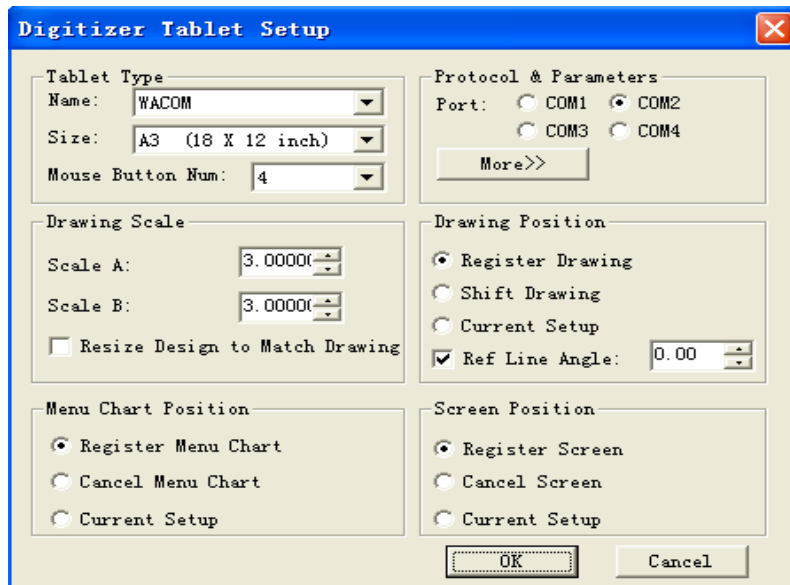 Digitizer Tablet Setup
Tablet Type
Name: WACOM
Size: A3 (18 X 12 inch)
Mouse Button Num: 4
Protocol & Parameters
Port: COM1 COM2
COM3 COM4
More>>
Drawing Scale
Scale A: 3.0000
Scale B: 3.0000
Resize Design to Match Drawing
Drawing Position
Register Drawing
Shift Drawing
Current Setup
Ref Line Angle: 0.00
Menu Chart Position
Register Menu Chart
Cancel Menu Chart
Current Setup
Screen Position
Register Screen
Cancel Screen
Current Setup
OK Cancel